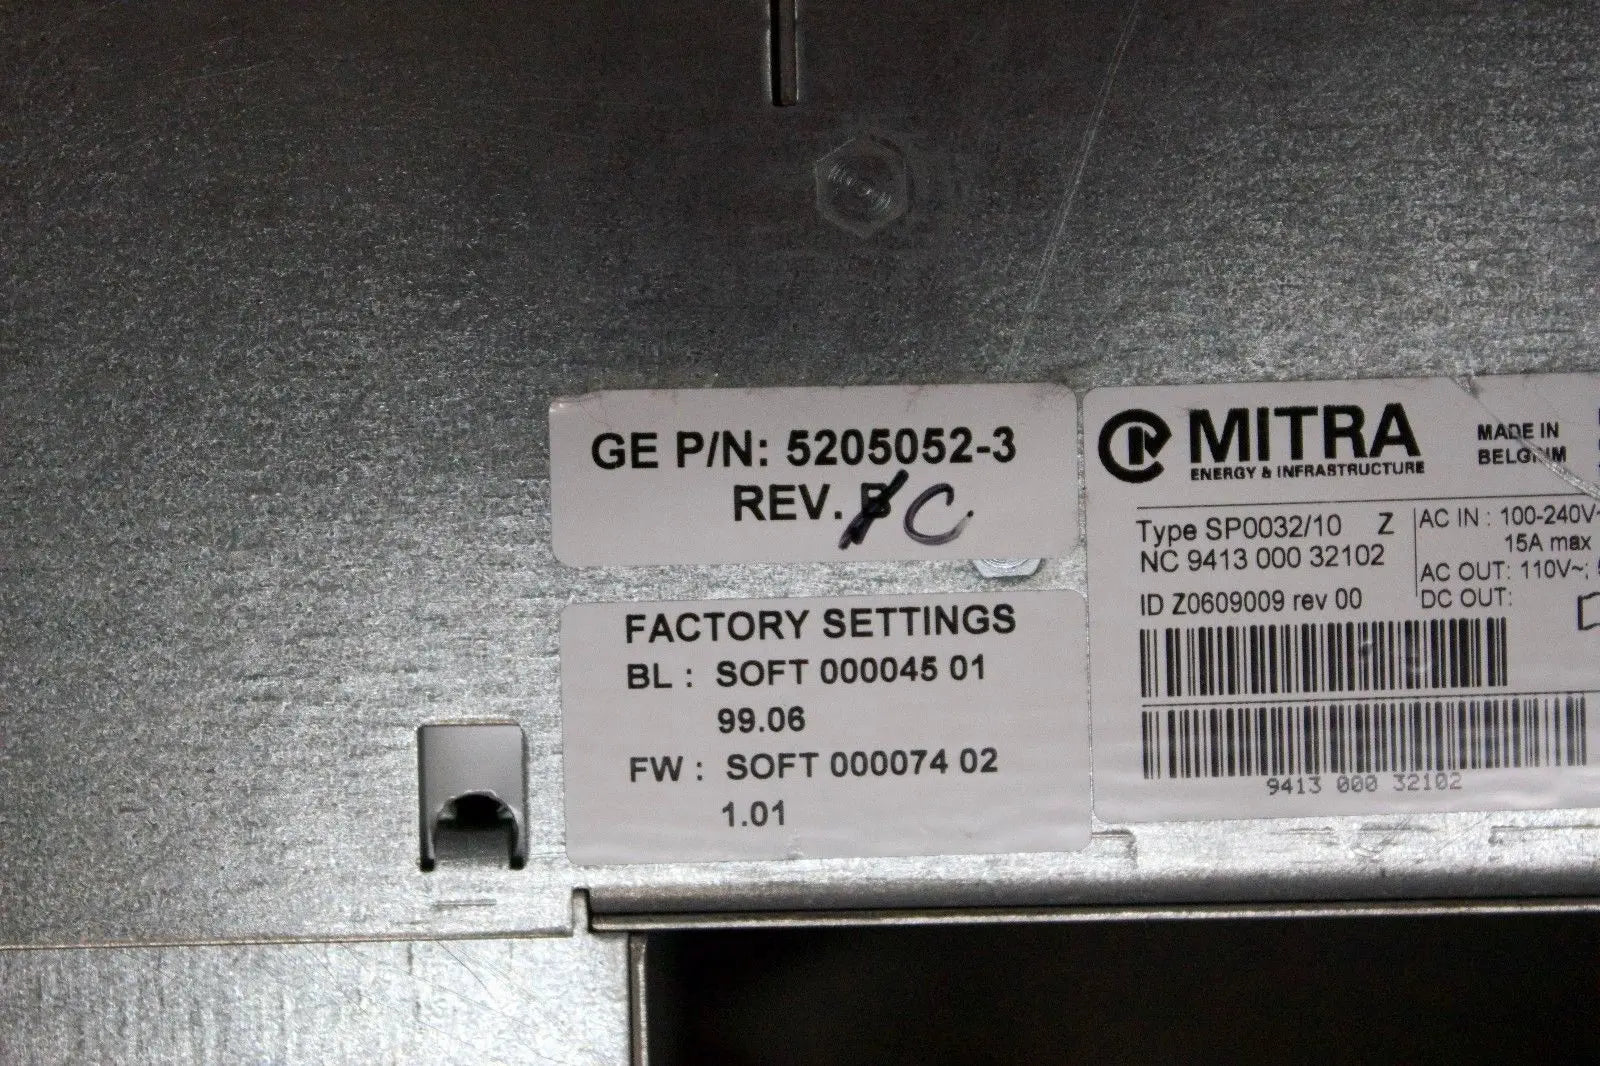 GE P/N: 5205052-3
REV. B C
FACTORY SETTINGS
BL : SOFT 000045 01
99.06
FW : SOFT 000074 02
1.01
MITRA
ENERGY & INFRASTRUCTURE
MADE IN
BELGIUM
Type SP0032/10 Z
NC 9413 000 32102
ID Z0609009 rev 00
AC IN : 100-240V~
15A max
AC OUT: 110V~;
DC OUT:
9413 000 32102